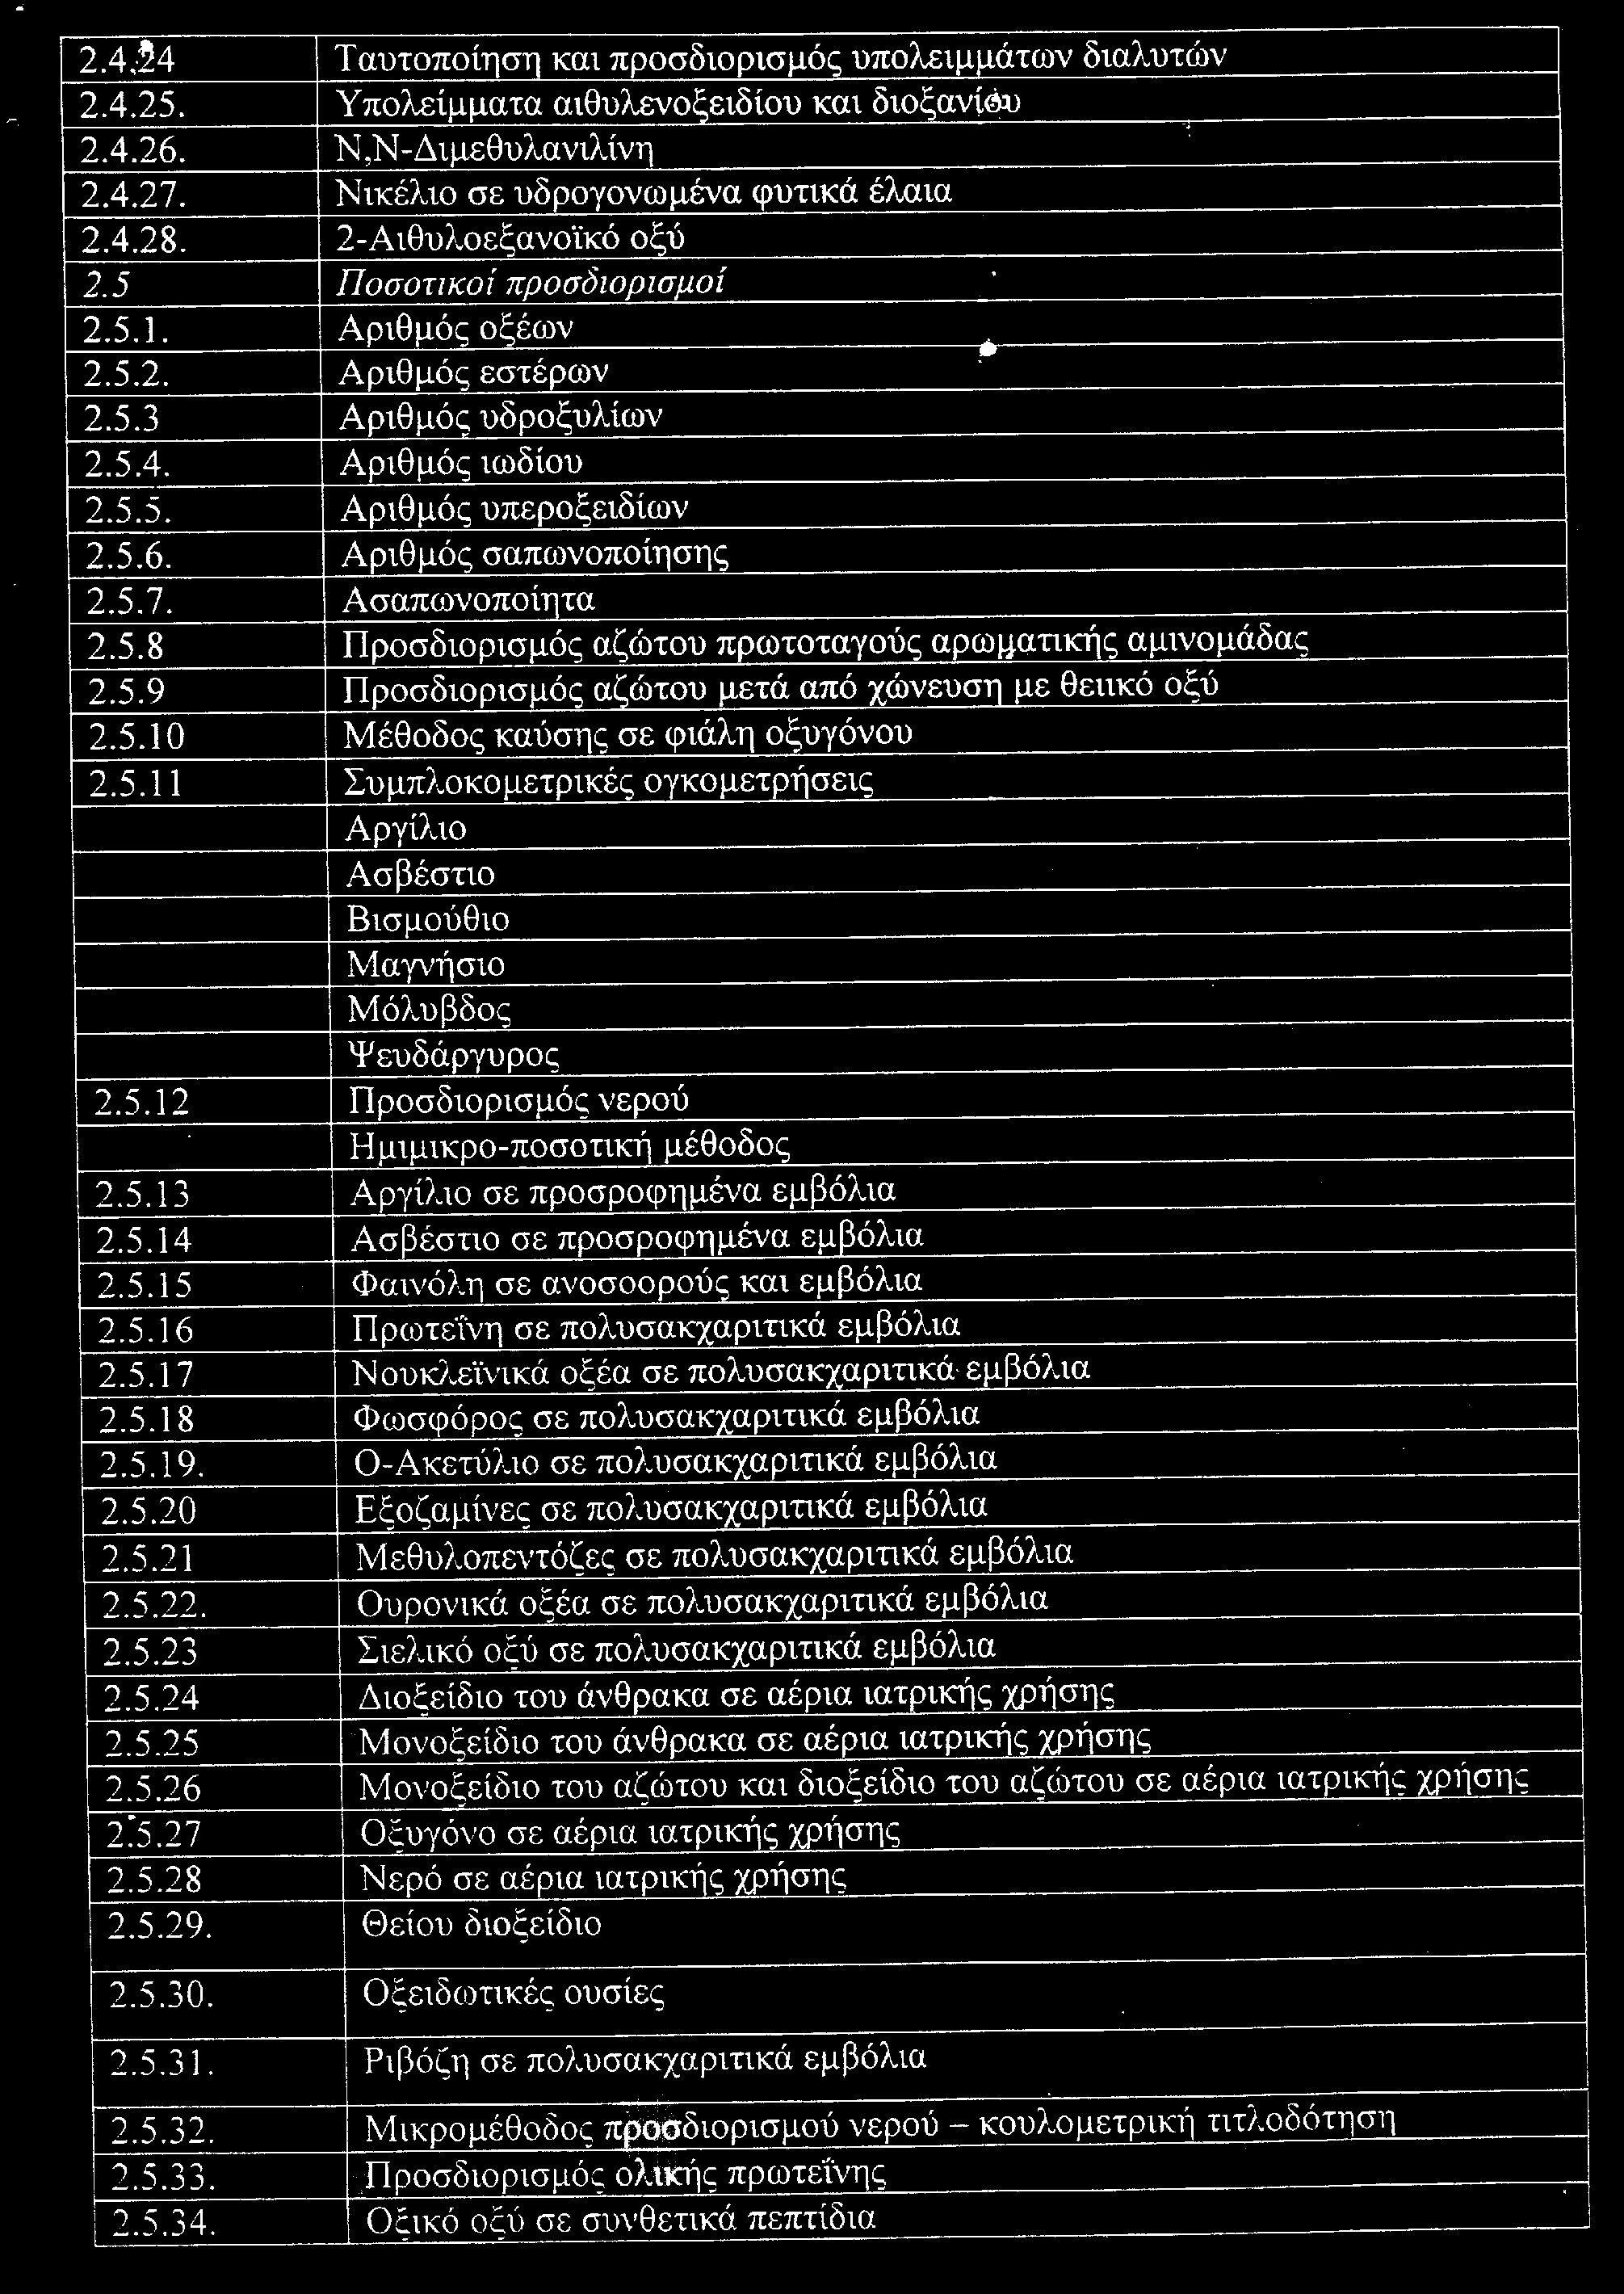 2.4.24 Ταυτοποίηση και προσδιορισμός υπολειμμάτων διαλυτών
2.4.25. Υπολείμματα αιθυλενοξειδίου και διοξανίου
2.4.26. Ν,Ν-Διμεθυλανιλίνη
2.4.27. Νικέλιο σε υδρογονωμένα φυτικά έλαια
2.4.28. 2-Αιθυλοεξανοϊκό οξύ
2.5 Ποσοτικοί προσδιορισμοί
2.5.1. Αριθμός οξέων
2.5.2. Αριθμός εστέρων
2.5.3 Αριθμός υδροξυλίων
2.5.4. Αριθμός ιωδίου
2.5.5. Αριθμός υπεροξειδίων
2.5.6. Αριθμός σαπωνοποίησης
2.5.7. Ασαπωνοποίητα
2.5.8 Προσδιορισμός αζώτου πρωτοταγούς αρωματικής αμινομάδας
2.5.9 Προσδιορισμός αζώτου μετά από χώνευση με θειικό οξύ
2.5.10 Μέθοδος καύσης σε φιάλη οξυγόνου
2.5.11 Συμπλοκομετρικές ογκομετρήσεις
Αργίλιο
Ασβέστιο
Βισμούθιο
Μαγνήσιο
Μόλυβδος
Ψευδάργυρος
2.5.12 Προσδιορισμός νερού
Ημιμικρο-ποσοτική μέθοδος
2.5.13 Αργίλιο σε προσροφημένα εμβόλια
2.5.14 Ασβέστιο σε προσροφημένα εμβόλια
2.5.15 Φαινόλη σε ανοσοορούς και εμβόλια
2.5.16 Πρωτεΐνη σε πολυσακχαριτικά εμβόλια
2.5.17 Νουκλεϊνικά οξέα σε πολυσακχαριτικά εμβόλια
2.5.18 Φωσφόρος σε πολυσακχαριτικά εμβόλια
2.5.19. Ο-Ακετύλιο σε πολυσακχαριτικά εμβόλια
2.5.20 Εξοζαμίνες σε πολυσακχαριτικά εμβόλια
2.5.21 Μεθυλοπεντόζες σε πολυσακχαριτικά εμβόλια
2.5.22. Ουρονικά οξέα σε πολυσακχαριτικά εμβόλια
2.5.23 Σιελικό οξύ σε πολυσακχαριτικά εμβόλια
2.5.24 Διοξείδιο του άνθρακα σε αέρια ιατρικής χρήσης
2.5.25 Μονοξείδιο του άνθρακα σε αέρια ιατρικής χρήσης
2.5.26 Μονοξείδιο του αζώτου και διοξείδιο του αζώτου σε αέρια ιατρικής χρήσης
2.5.27 Οξυγόνο σε αέρια ιατρικής χρήσης
2.5.28 Νερό σε αέρια ιατρικής χρήσης
2.5.29. Θείου διοξείδιο
2.5.30. Οξειδωτικές ουσίες
2.5.31. Ριβόζη σε πολυσακχαριτικά εμβόλια
2.5.32. Μικρομέθοδος προσδιορισμού νερού – κουλομετρική τιτλοδότηση
2.5.33. Προσδιορισμός ολικής πρωτεΐνης
2.5.34. Οξικό οξύ σε συνθετικά πεπτίδια